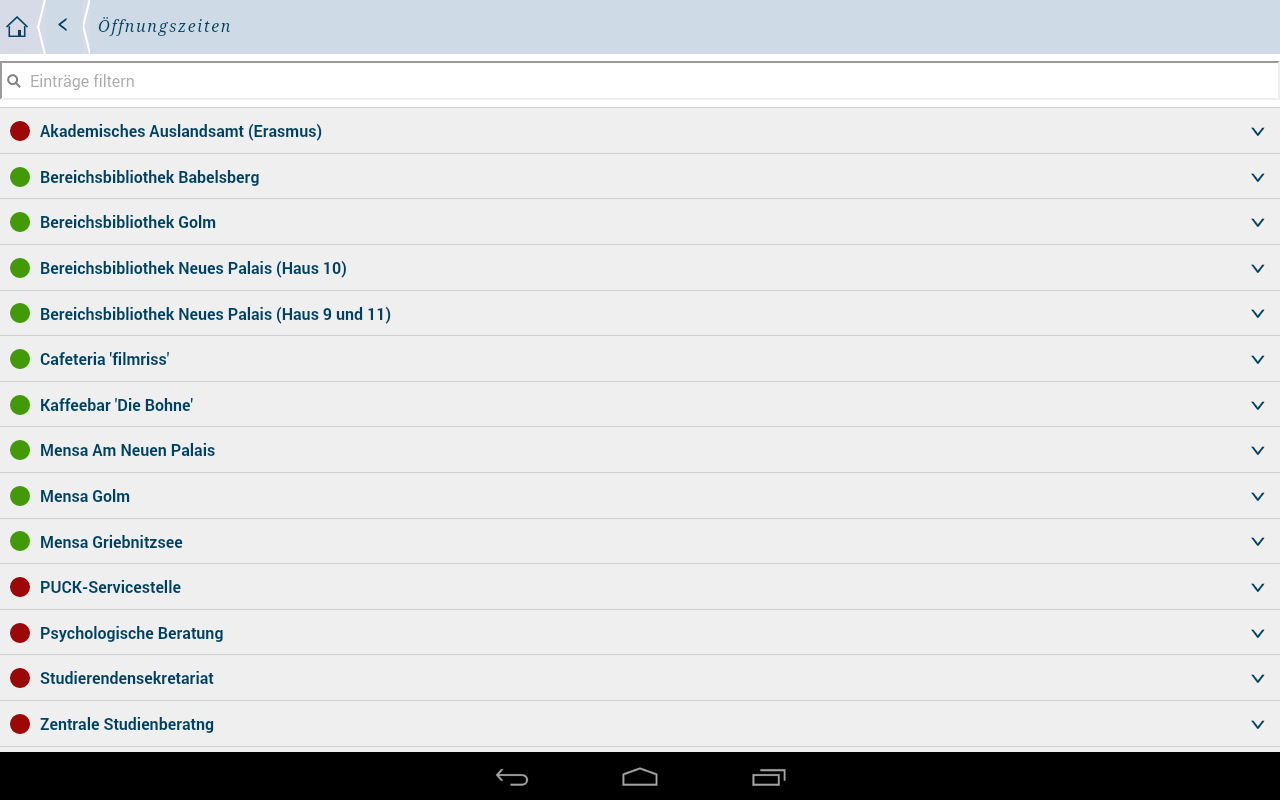 Öffnungszeiten
Einträge filtern
Akademisches Auslandsamt (Erasmus)
Bereichsbibliothek Babelsberg
Bereichsbibliothek Golm
Bereichsbibliothek Neues Palais (Haus 10)
Bereichsbibliothek Neues Palais (Haus 9 und 11)
Cafeteria 'filmriss'
Kaffeebar 'Die Bohne'
Mensa Am Neuen Palais
Mensa Golm
Mensa Griebnitzsee
PUCK-Servicestelle
Psychologische Beratung
Studierendensekretariat
Zentrale Studienberatng